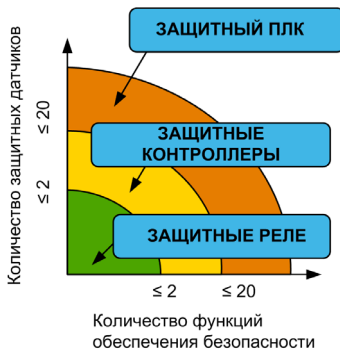 ЗАЩИТНЫЙ ПЛК
ЗАЩИТНЫЕ
КОНТРОЛЛЕРЫ
ЗАЩИТНЫЕ РЕЛЕ
Количество защитных датчиков
≤ 20
≤ 2
≤ 2
≤ 20
Количество функций
обеспечения безопасности